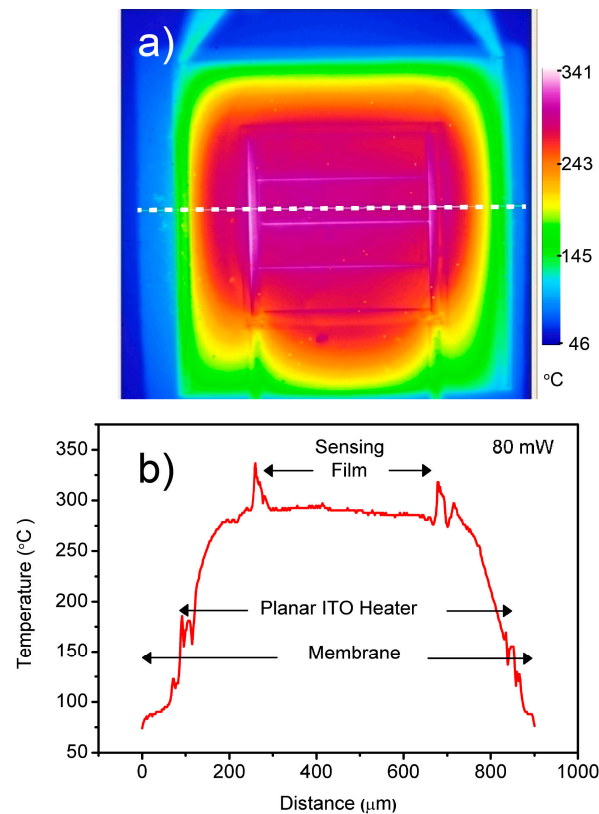 a)
341
243
145
46
°C
b)
Sensing
Film
80 mW
Planar ITO Heater
Membrane
350
300
250
200
150
100
50
Temperature (°C)
0
200
400
600
800
1000
Distance (μm)